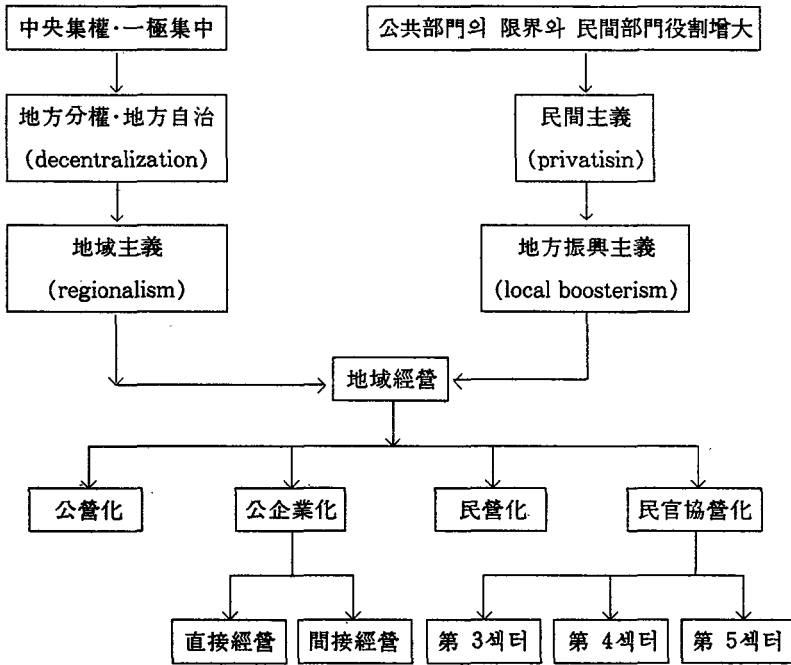 中央集權·一極集中
公共部門의 限界와 民間部門役割增大
地方分權·地方自治
(decentralization)
民間主義
(privatisin)
地域主義
(regionalism)
地方振興主義
(local boosterism)
地域經營
公營化
公企業化
民營化
民官協營化
直接經營
間接經營
第 3섹터
第 4섹터
第 5섹터